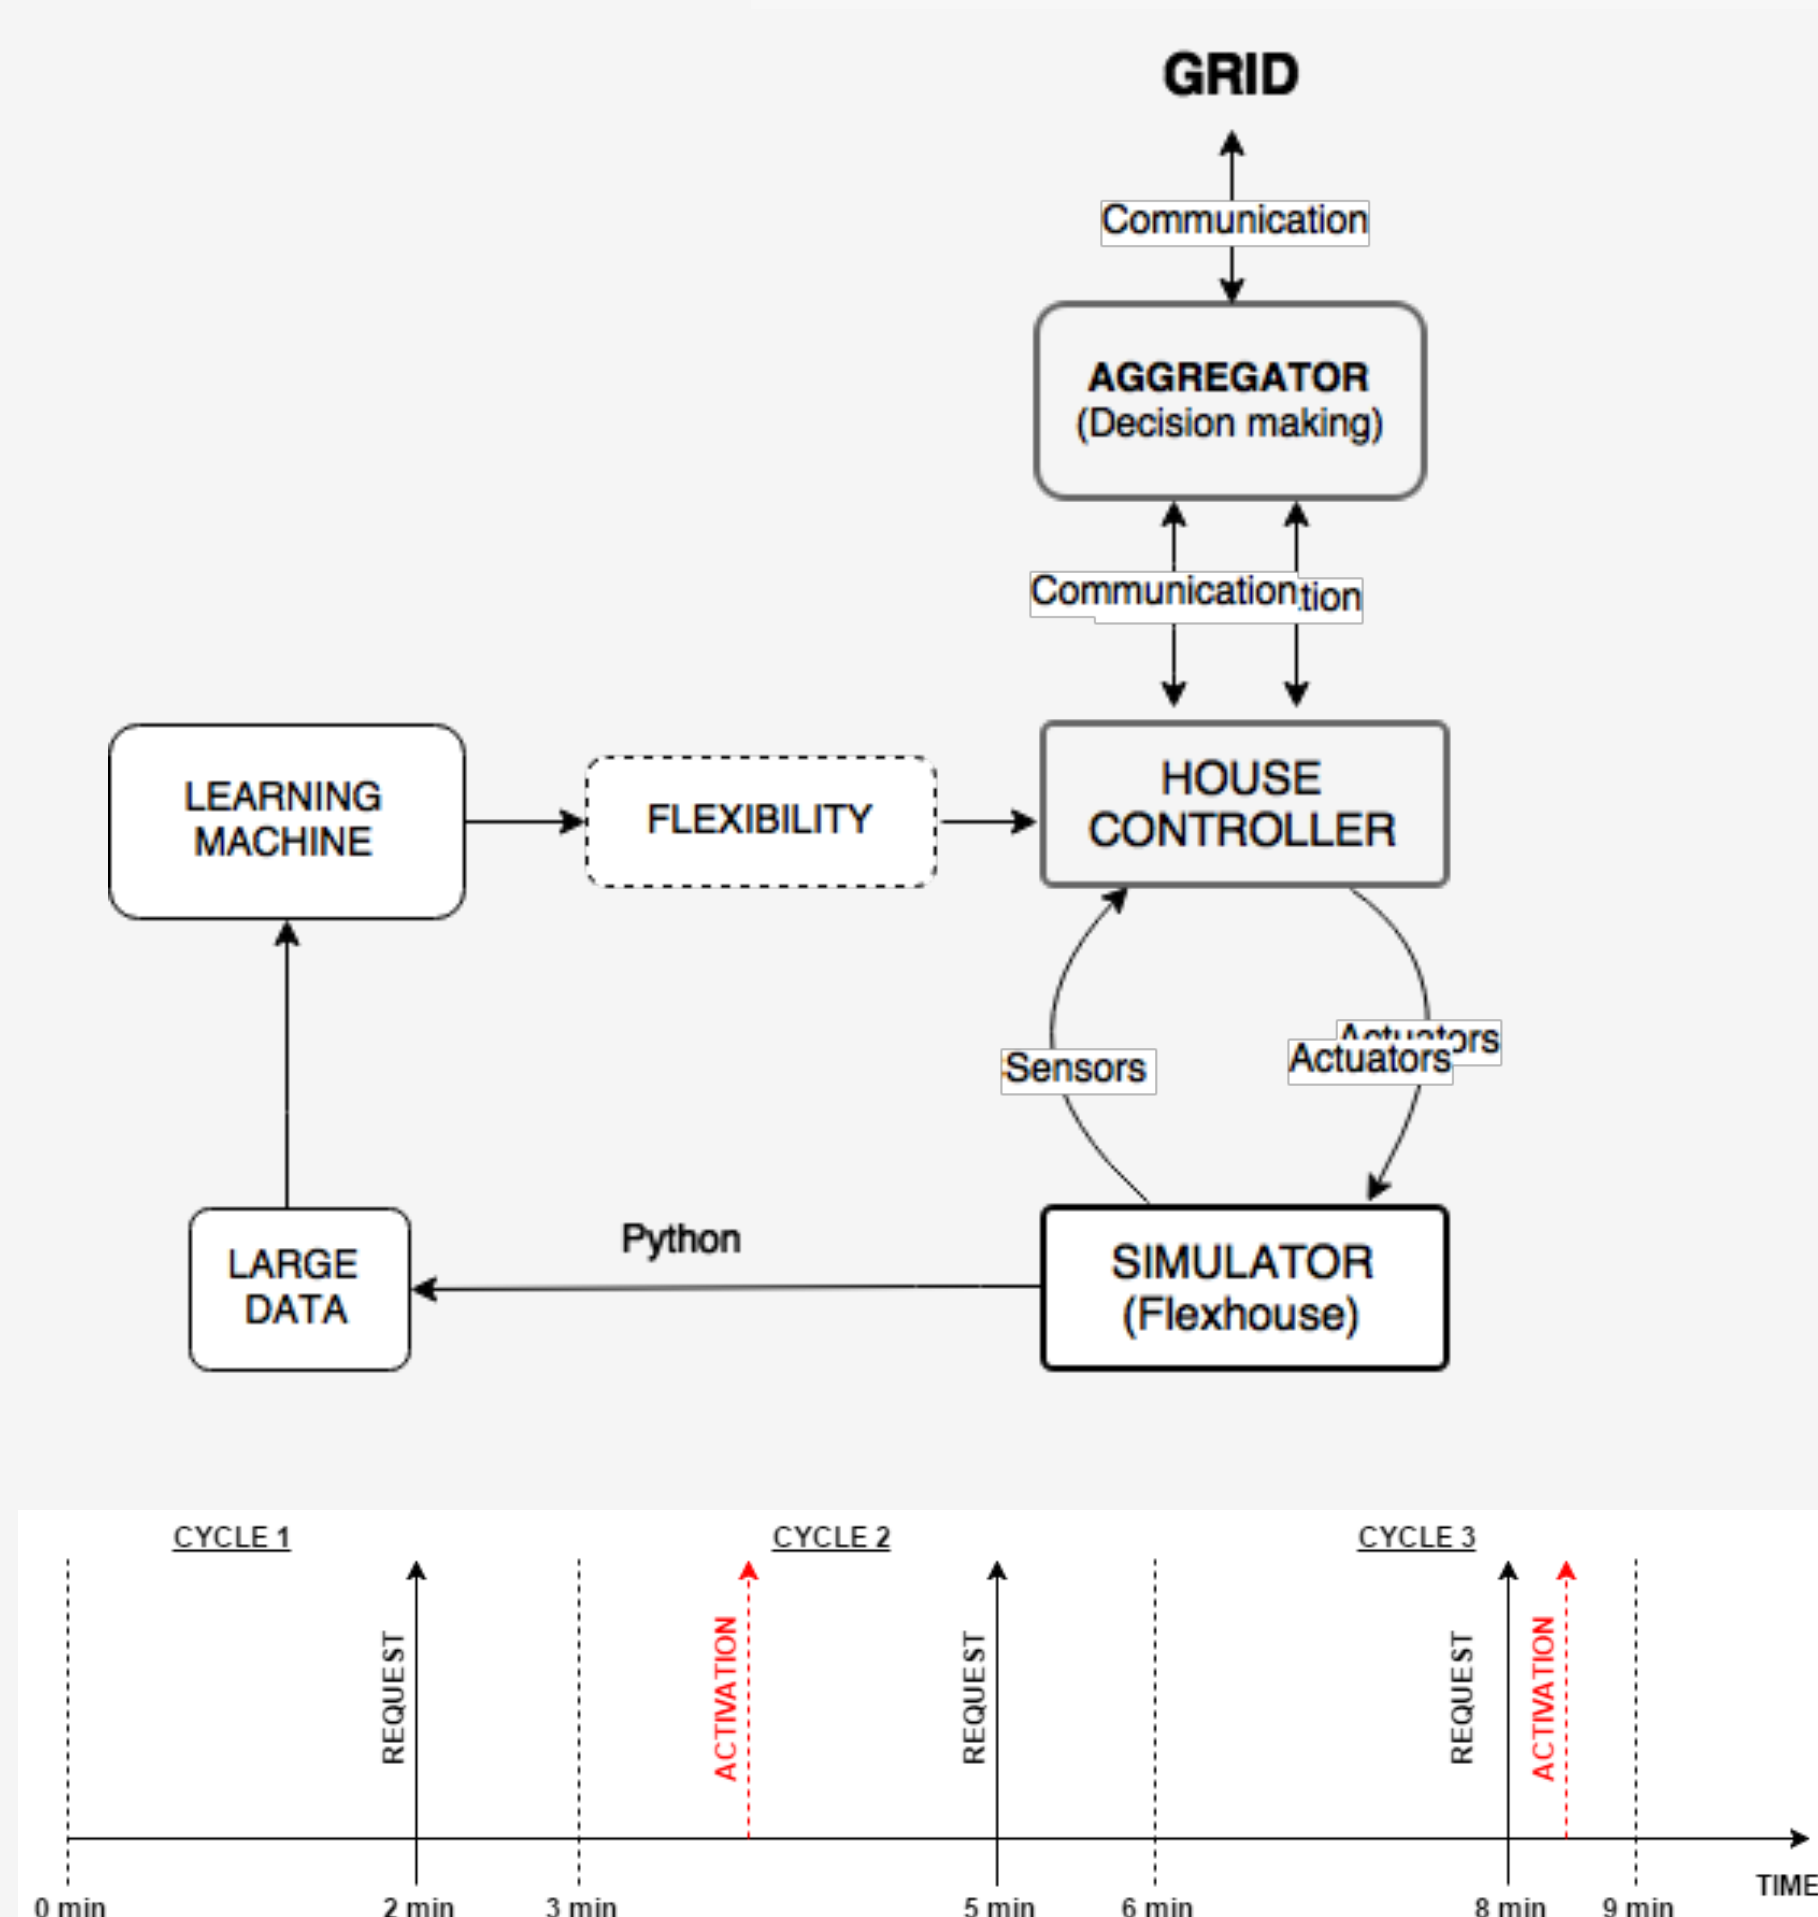 GRID
Communication
AGGREGATOR
(Decision making)
Communication
tion
LEARNING
MACHINE
FLEXIBILITY
HOUSE
CONTROLLER
Sensors
Actuators
Actuators
LARGE
DATA
Python
SIMULATOR
(Flexhouse)
CYCLE 1
CYCLE 2
CYCLE 3
REQUEST
ACTIVATION
REQUEST
REQUEST
ACTIVATION
TIME
0 min
2 min
3 min
5 min
6 min
8 min
9 min